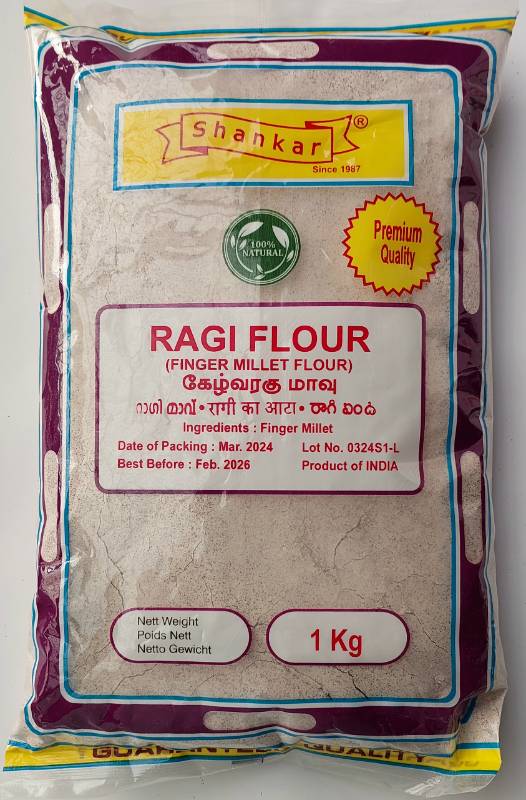 Shankar ®
Since 1987
100%
NATURAL
Premium
Quality
RAGI FLOUR
(FINGER MILLET FLOUR)
கேழ்வரகு மாவு
റാഗി മാവ് • रागी का आटा • రాగి పిండి
Ingredients : Finger Millet
Date of Packing : Mar. 2024
Lot No. 0324S1-L
Best Before : Feb. 2026
Product of INDIA
Nett Weight
Poids Nett
Netto Gewicht
1 Kg
GUARANTEED QUALITY